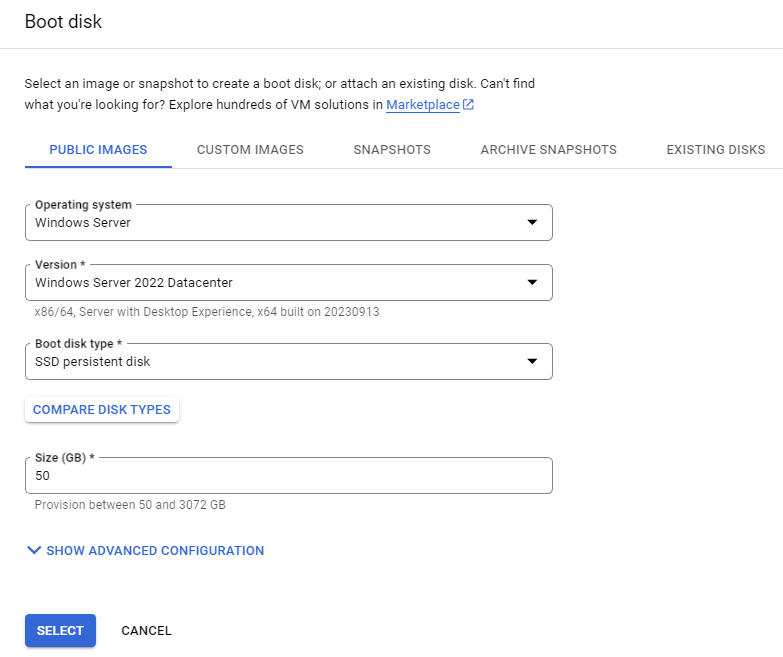 Boot disk
Select an image or snapshot to create a boot disk; or attach an existing disk. Can't find
what you're looking for? Explore hundreds of VM solutions in Marketplace
PUBLIC IMAGES CUSTOM IMAGES SNAPSHOTS ARCHIVE SNAPSHOTS EXISTING DISKS
Operating system
Windows Server
Version *
Windows Server 2022 Datacenter
x86/64, Server with Desktop Experience, x64 built on 20230913
Boot disk type *
SSD persistent disk
COMPARE DISK TYPES
Size (GB) *
50
Provision between 50 and 3072 GB
SHOW ADVANCED CONFIGURATION
SELECT CANCEL